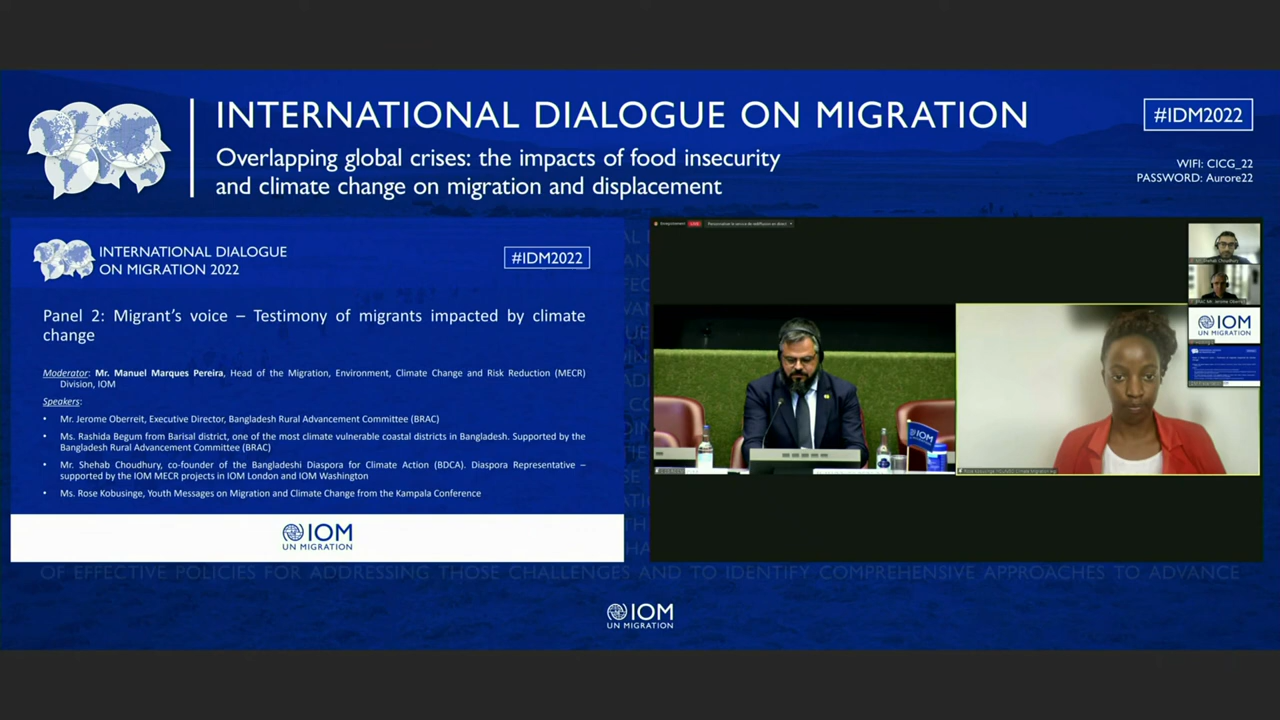 INTERNATIONAL DIALOGUE ON MIGRATION
Overlapping global crises: the impacts of food insecurity
and climate change on migration and displacement
#IDM2022
WIFI: CICG_22
PASSWORD: Aurore22
INTERNATIONAL DIALOGUE
ON MIGRATION 2022
#IDM2022
Panel 2: Migrant's voice – Testimony of migrants impacted by climate
change
Moderator: Mr. Manuel Marques Pereira, Head of the Migration, Environment, Climate Change and Risk Reduction (MECR)
Division, IOM
Speakers:
• Mr. Jerome Oberreit, Executive Director, Bangladesh Rural Advancement Committee (BRAC)
• Ms. Rashida Begum from Barisal district, one of the most climate vulnerable coastal districts in Bangladesh. Supported by the
Bangladesh Rural Advancement Committee (BRAC)
• Mr. Shehab Choudhury, co-founder of the Bangladeshi Diaspora for Climate Action (BDCA). Diaspora Representative –
supported by the IOM MECR projects in IOM London and IOM Washington
• Ms. Rose Kobusinge, Youth Messages on Migration and Climate Change from the Kampala Conference
IOM
UN MIGRATION
LIVE
IOM
UN MIGRATION
IOM
OF EFFECTIVE POLICIES FOR ADDRESSING THOSE CHALLENGES AND TO IDENTIFY COMPREHENSIVE APPROACHES TO ADVANCE
IOM
UN MIGRATION